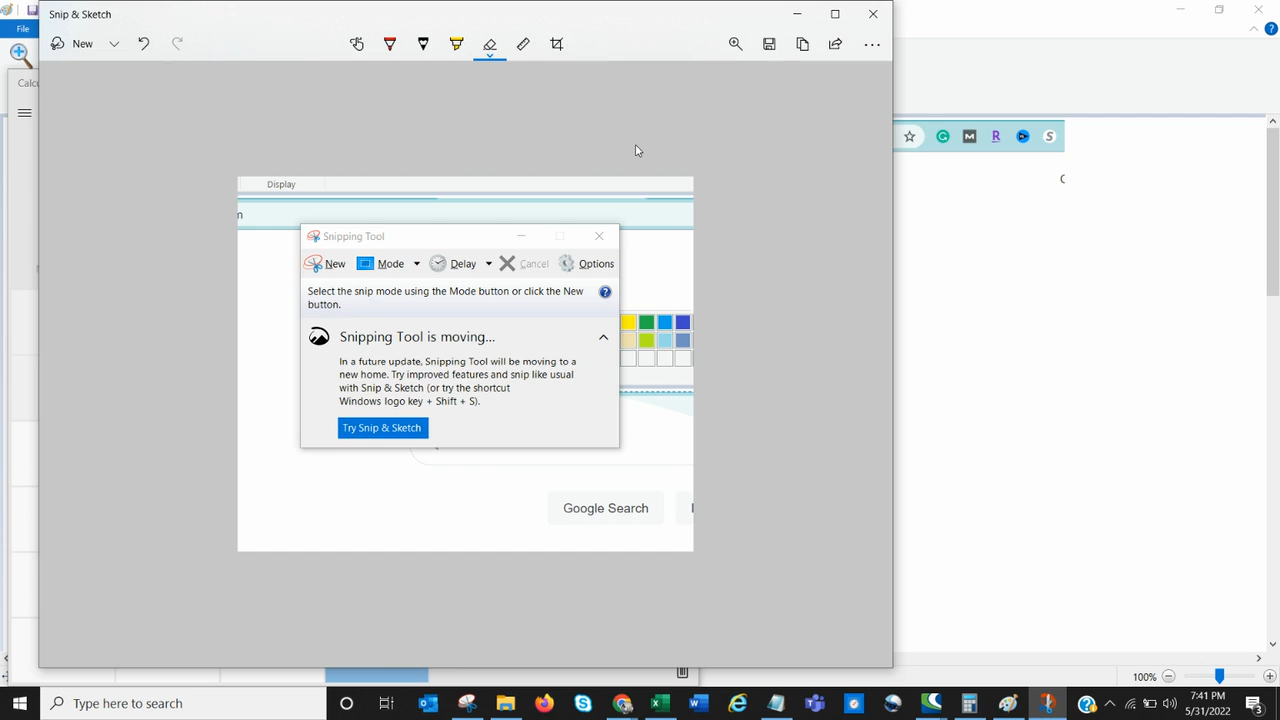 Snip & Sketch
File
New
Calcu
Display
m
Snipping Tool
New Mode Delay Cancel Options
Select the snip mode using the Mode button or click the New
button.
Snipping Tool is moving...
In a future update, Snipping Tool will be moving to a
new home. Try improved features and snip like usual
with Snip & Sketch (or try the shortcut
Windows logo key + Shift + S).
Try Snip & Sketch
Google Search
100%
Type here to search
7:41 PM
5/31/2022
3